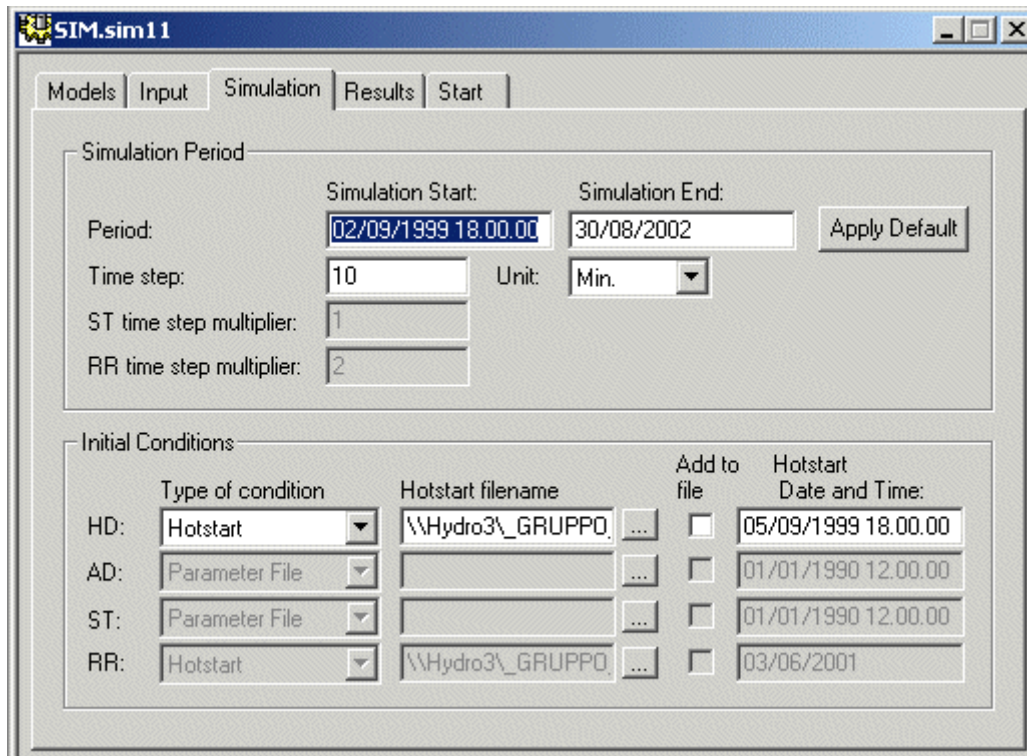 SIM.sim11
Models Input Simulation Results Start
Simulation Period
Simulation Start: Simulation End:
Period: 02/09/1999 18.00.00 30/08/2002 Apply Default
Time step: 10 Unit: Min.
ST time step multiplier: 1
RR time step multiplier: 2
Initial Conditions
Add to Hotstart
Type of condition Hotstart filename file Date and Time:
HD: Hotstart \\Hydro3\_GRUPPO_ ... 05/09/1999 18.00.00
AD: Parameter File ... 01/01/1990 12.00.00
ST: Parameter File ... 01/01/1990 12.00.00
RR: Hotstart \\Hydro3\_GRUPPO_ ... 03/06/2001